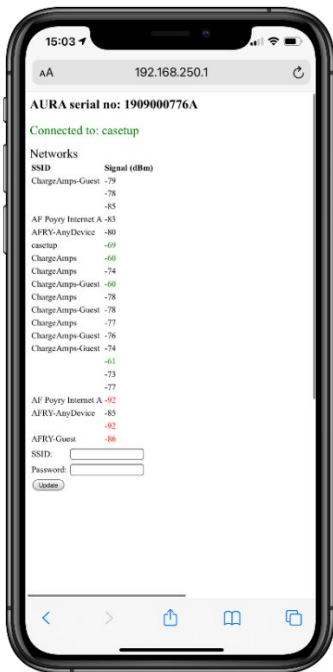 15:03
AA 192.168.250.1
AURA serial no: 1909000776A
Connected to: casetup
Networks
SSID Signal (dBm)
ChargeAmps-Guest -79
-78
-85
AF Poyry Internet A -83
AFRY-AnyDevice -80
casetup -69
ChargeAmps -60
ChargeAmps -74
ChargeAmps-Guest -60
ChargeAmps -78
ChargeAmps-Guest -78
ChargeAmps -77
ChargeAmps-Guest -76
ChargeAmps-Guest -74
-61
-73
-77
AF Poyry Internet A -92
AFRY-AnyDevice -85
-92
AFRY-Guest -86
SSID:
Password:
Update